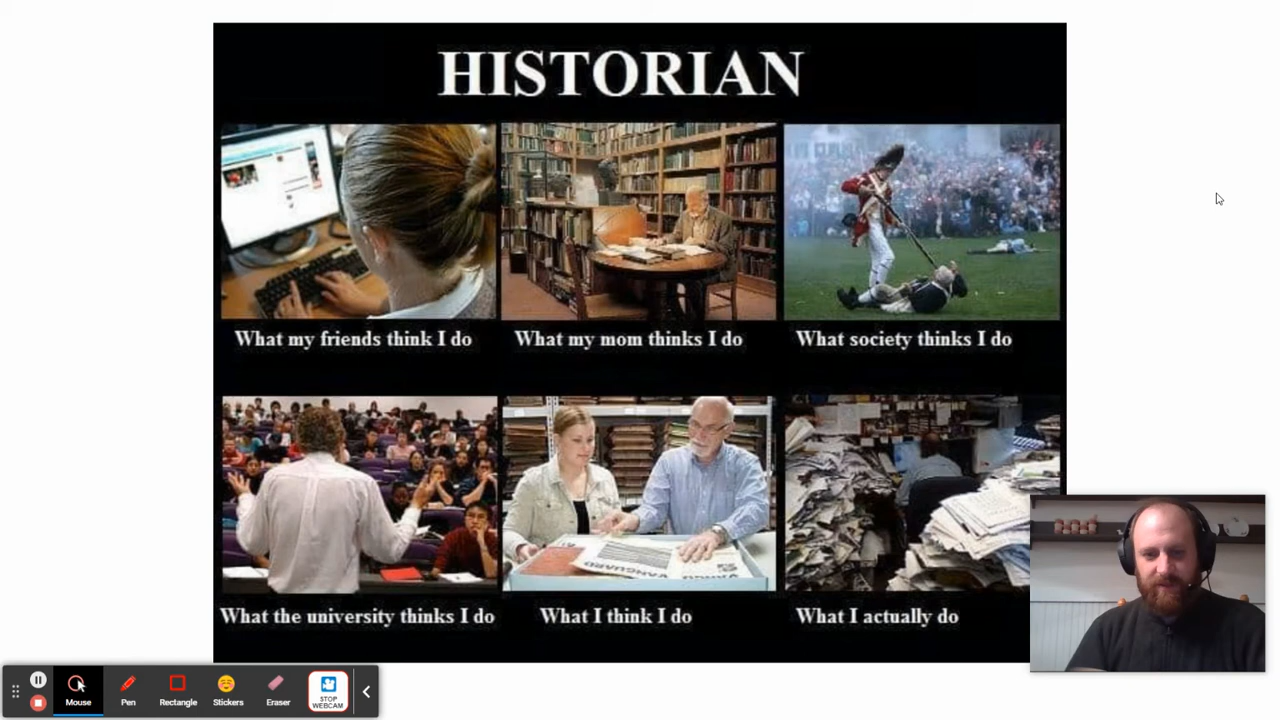 HISTORIAN
What my friends think I do
What my mom thinks I do
What society thinks I do
What the university thinks I do
What I think I do
What I actually do
VANGUARD
Mouse
Pen
Rectangle
Stickers
Eraser
STOP
WEBCAM